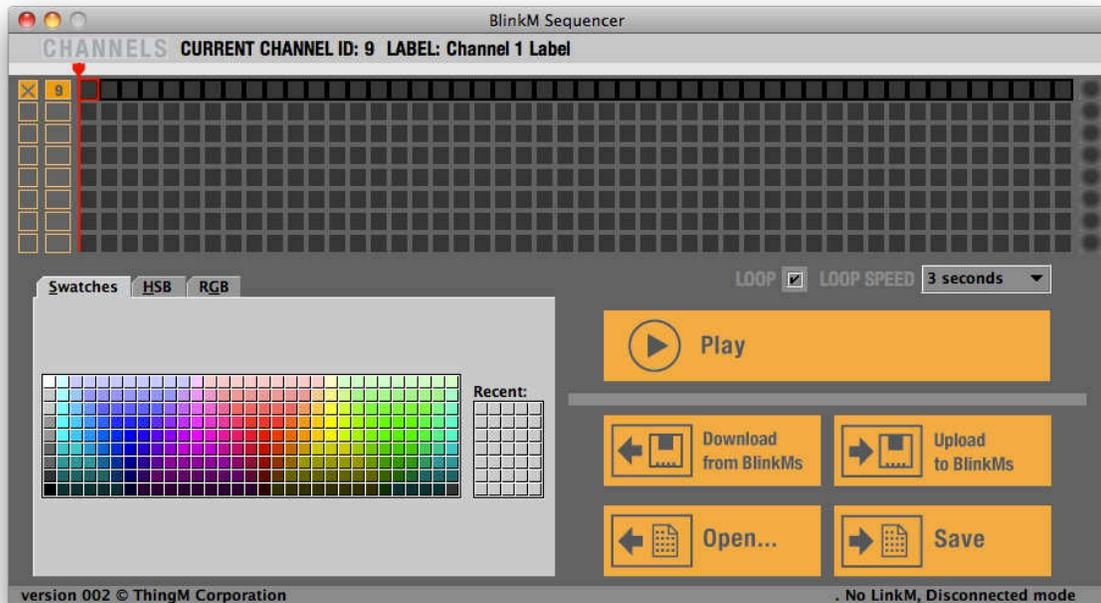 BlinkM Sequencer
CHANNELS CURRENT CHANNEL ID: 9 LABEL: Channel 1 Label
9
LOOP LOOP SPEED 3 seconds
Swatches HSB RGB
Play
Recent:
Download
from BlinkMs
Upload
to BlinkMs
Open...
Save
version 002 © ThingM Corporation
. No LinkM, Disconnected mode